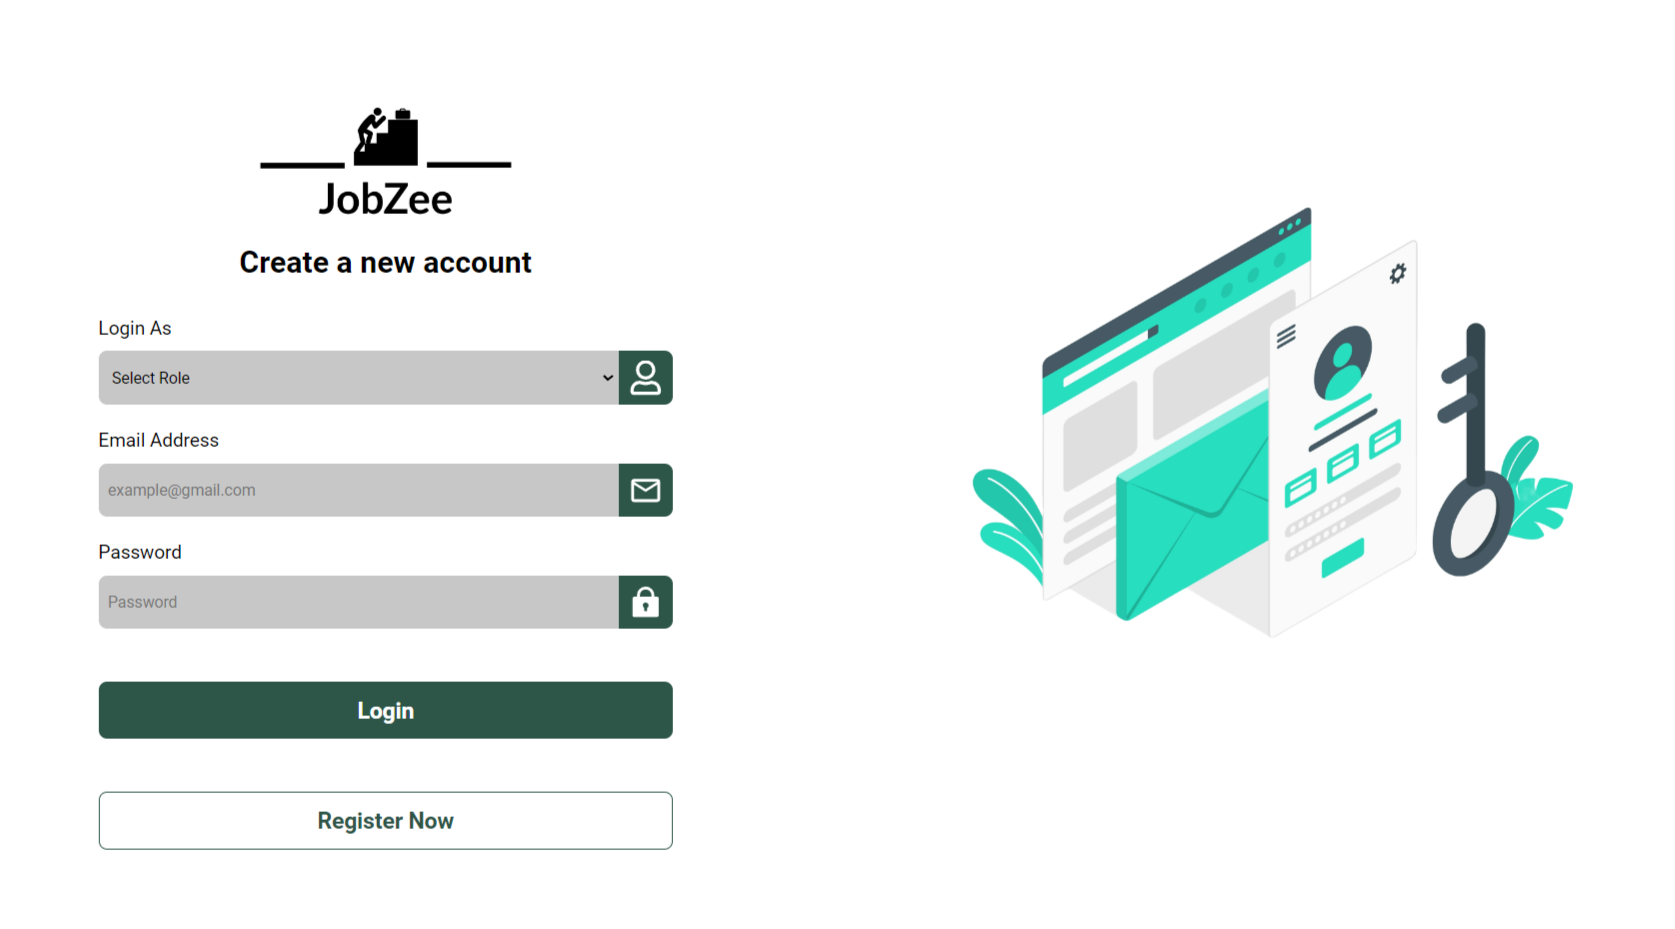 JobZee
Create a new account
Login As
Select Role
Email Address
example@gmail.com
Password
Password
Login
Register Now